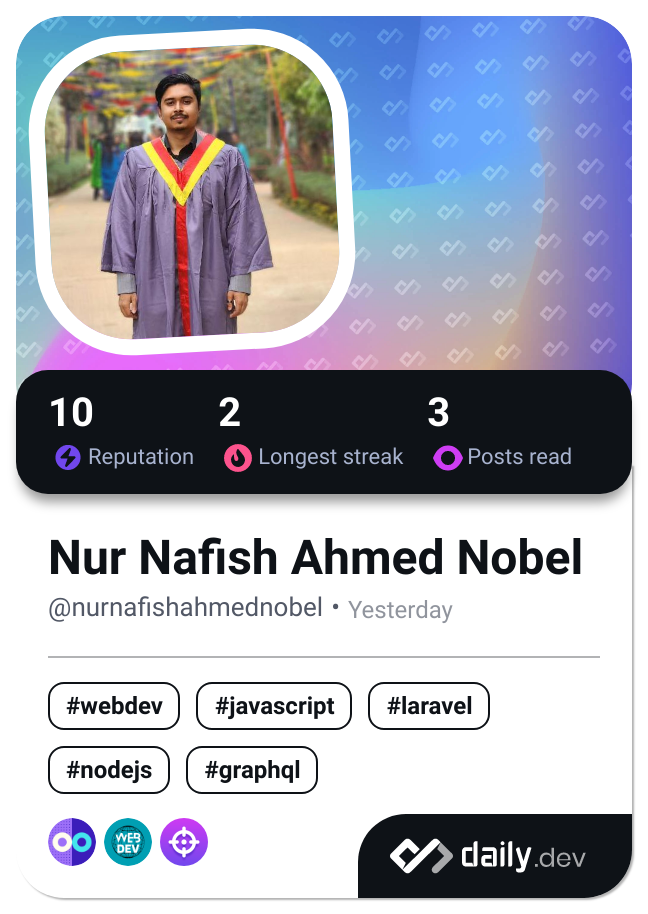 10 2 3
Reputation Longest streak Posts read
Nur Nafish Ahmed Nobel
@nurnafishahmednobel • Yesterday
#webdev #javascript #laravel
#nodejs #graphql
WEB
DEV
daily.dev